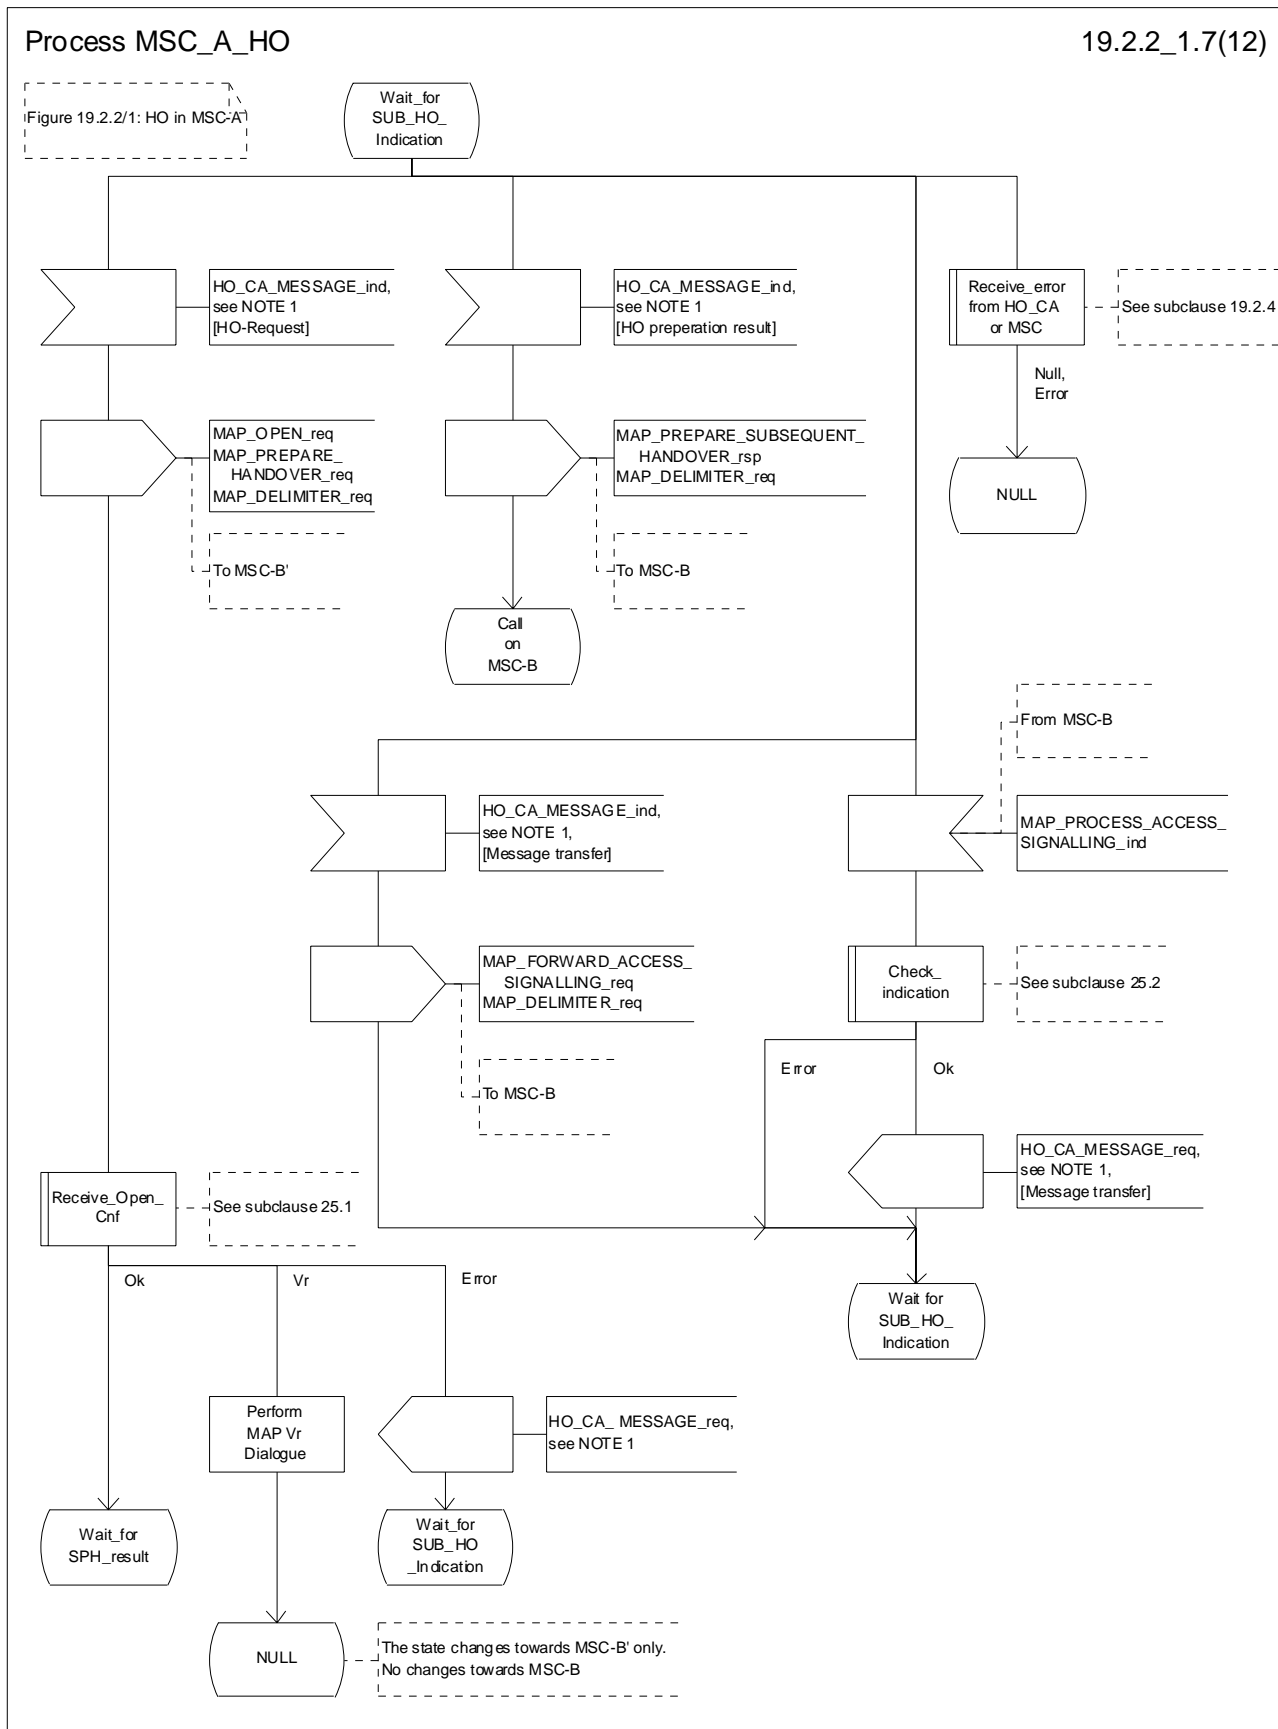 Process MSC_A_HO
19.2.2_1.7(12)
Figure 19.2.2/1: HO in MSC-A
Wait_for
SUB_HO_
Indication
HO_CA_MESSAGE_ind,
see NOTE 1
[HO-Request]
HO_CA_MESSAGE_ind,
see NOTE 1
[HO preperation result]
Receive_error
from HO_CA
or MSC
See subclause 19.2.4
Null,
Error
MAP_OPEN_req
MAP_PREPARE_
HANDOVER_req
MAP_DELIMITER_req
MAP_PREPARE_SUBSEQUENT_
HANDOVER_rsp
MAP_DELIMITER_req
NULL
To MSC-B'
To MSC-B
Call
on
MSC-B
From MSC-B
HO_CA_MESSAGE_ind,
see NOTE 1,
[Message transfer]
MAP_PROCESS_ACCESS_
SIGNALLING_ind
MAP_FORWARD_ACCESS_
SIGNALLING_req
MAP_DELIMITER_req
Check_
indication
See subclause 25.2
Error
Ok
To MSC-B
HO_CA_MESSAGE_req,
see NOTE 1,
[Message transfer]
Receive_Open_
Cnf
See subclause 25.1
Ok
Vr
Error
Wait for
SUB_HO_
Indication
Perform
MAP Vr
Dialogue
HO_CA_ MESSAGE_req,
see NOTE 1
Wait_for
SPH_result
Wait_for
SUB_HO
_Indication
NULL
The state changes towards MSC-B' only.
No changes towards MSC-B